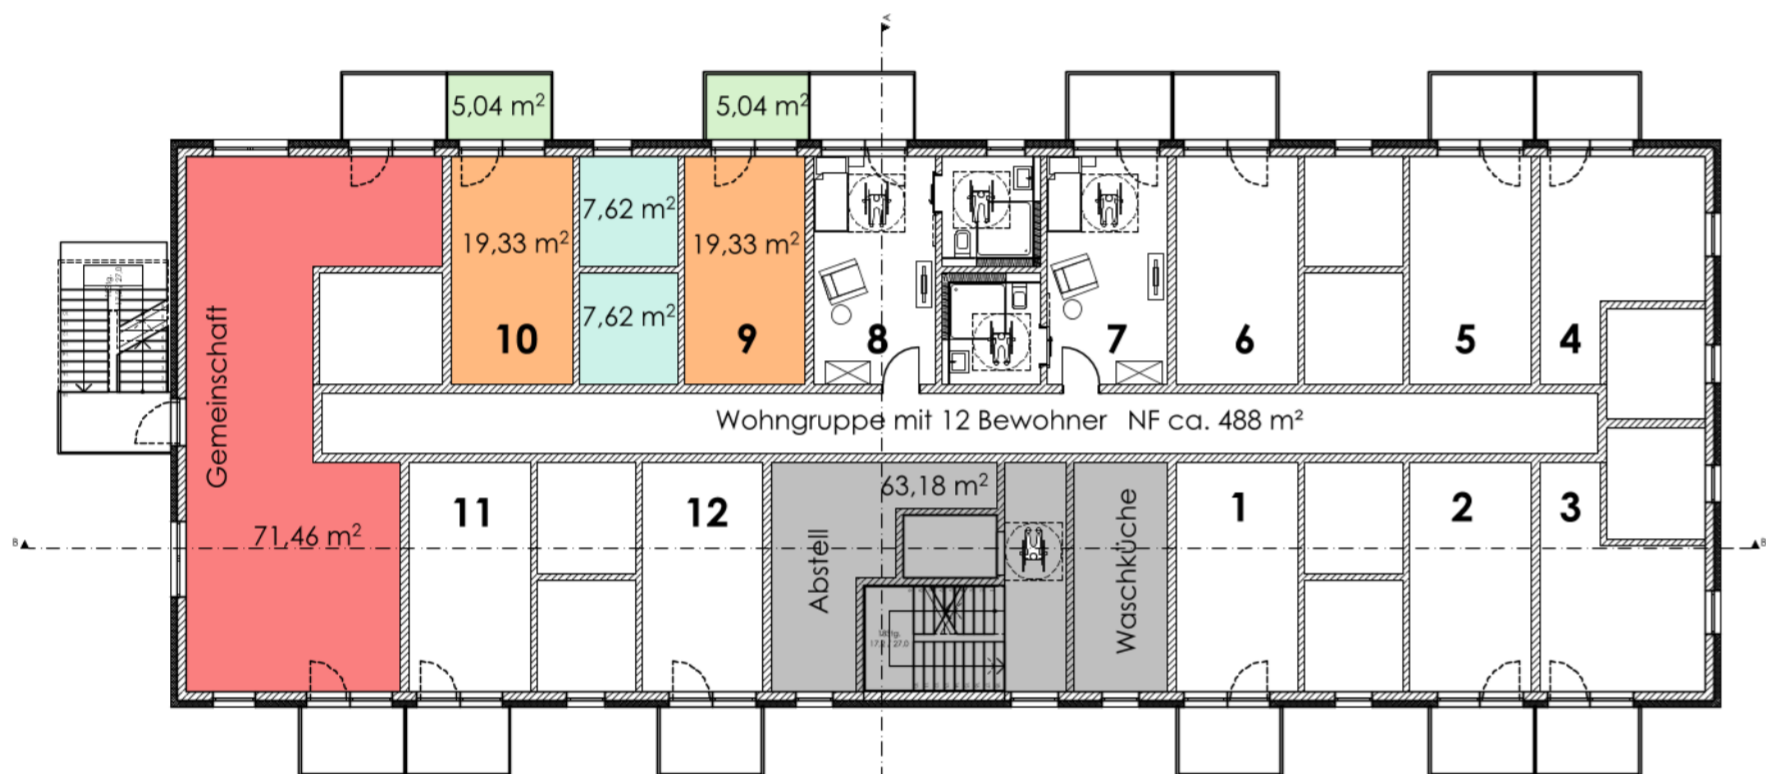 A
5,04 m²
5,04 m²
7,62 m²
19,33 m²
19,33 m²
7,62 m²
10
9
8
7
6
5
4
Gemeinschaft
Wohngruppe mit 12 Bewohner NF ca. 488 m²
63,18 m²
11
12
1
2
3
71,46 m²
Abstell
Waschküche
B
B